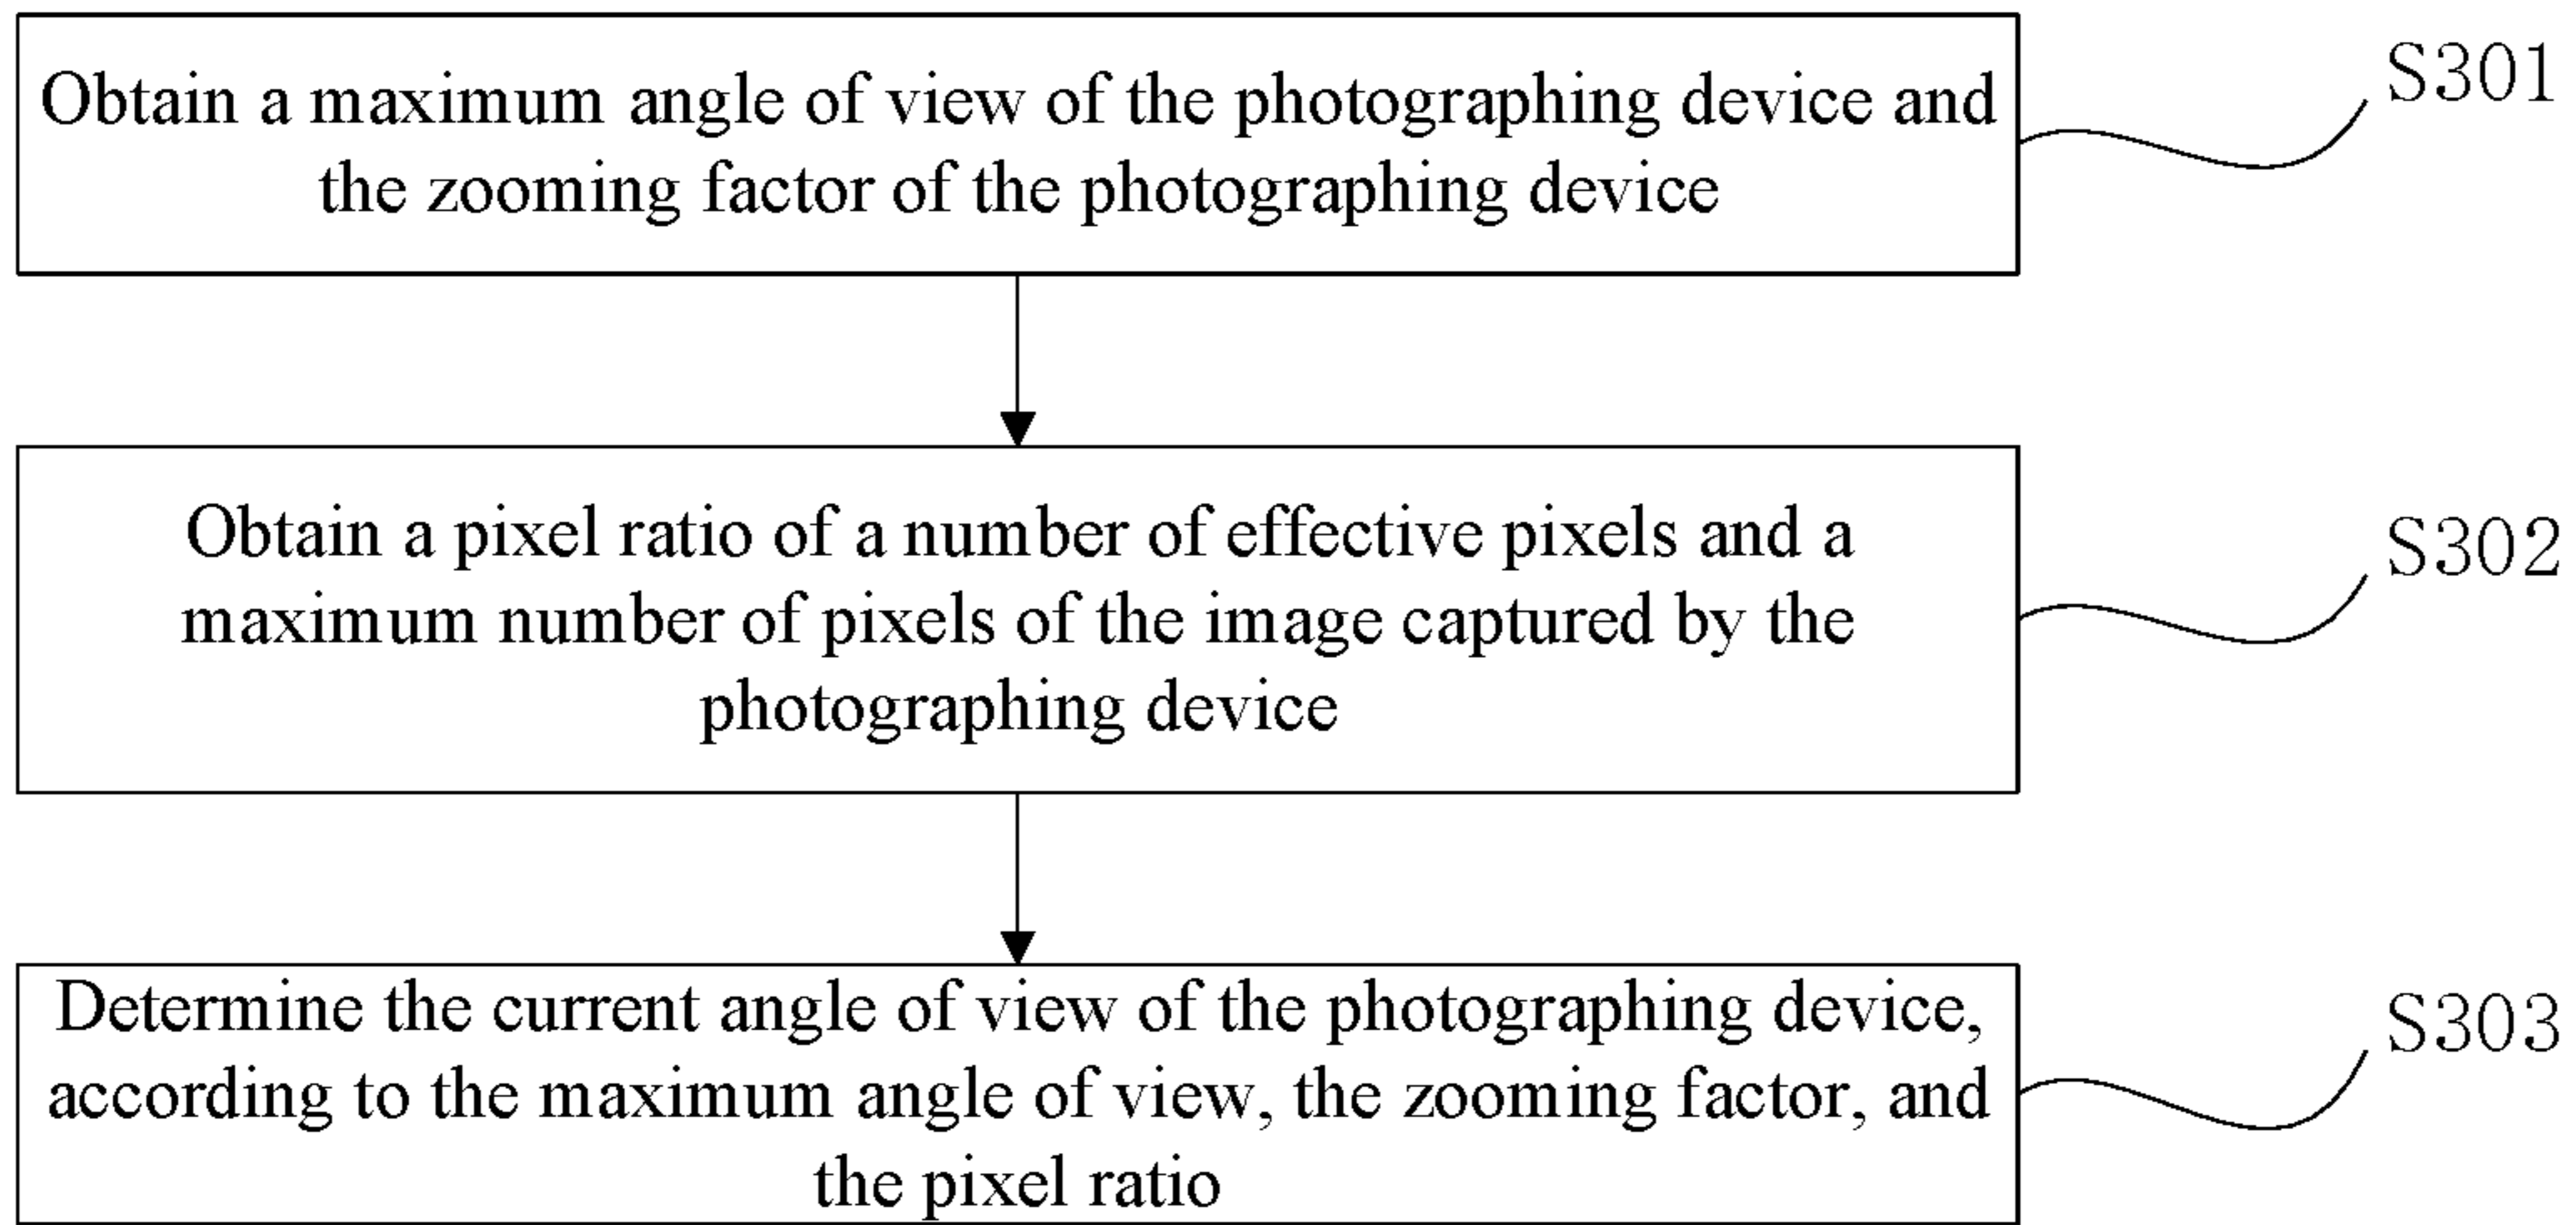 Obtain a maximum angle of view of the photographing device and
the zooming factor of the photographing device
S301
Obtain a pixel ratio of a number of effective pixels and a
maximum number of pixels of the image captured by the
photographing device
S302
Determine the current angle of view of the photographing device,
according to the maximum angle of view, the zooming factor, and
the pixel ratio
S303